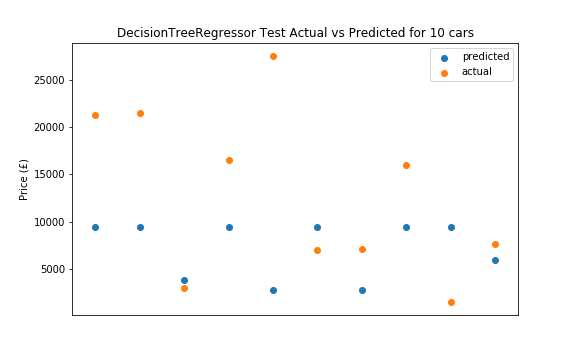 DecisionTreeRegressor Test Actual vs Predicted for 10 cars
predicted
actual
25000
20000
15000
10000
5000
Price (£)